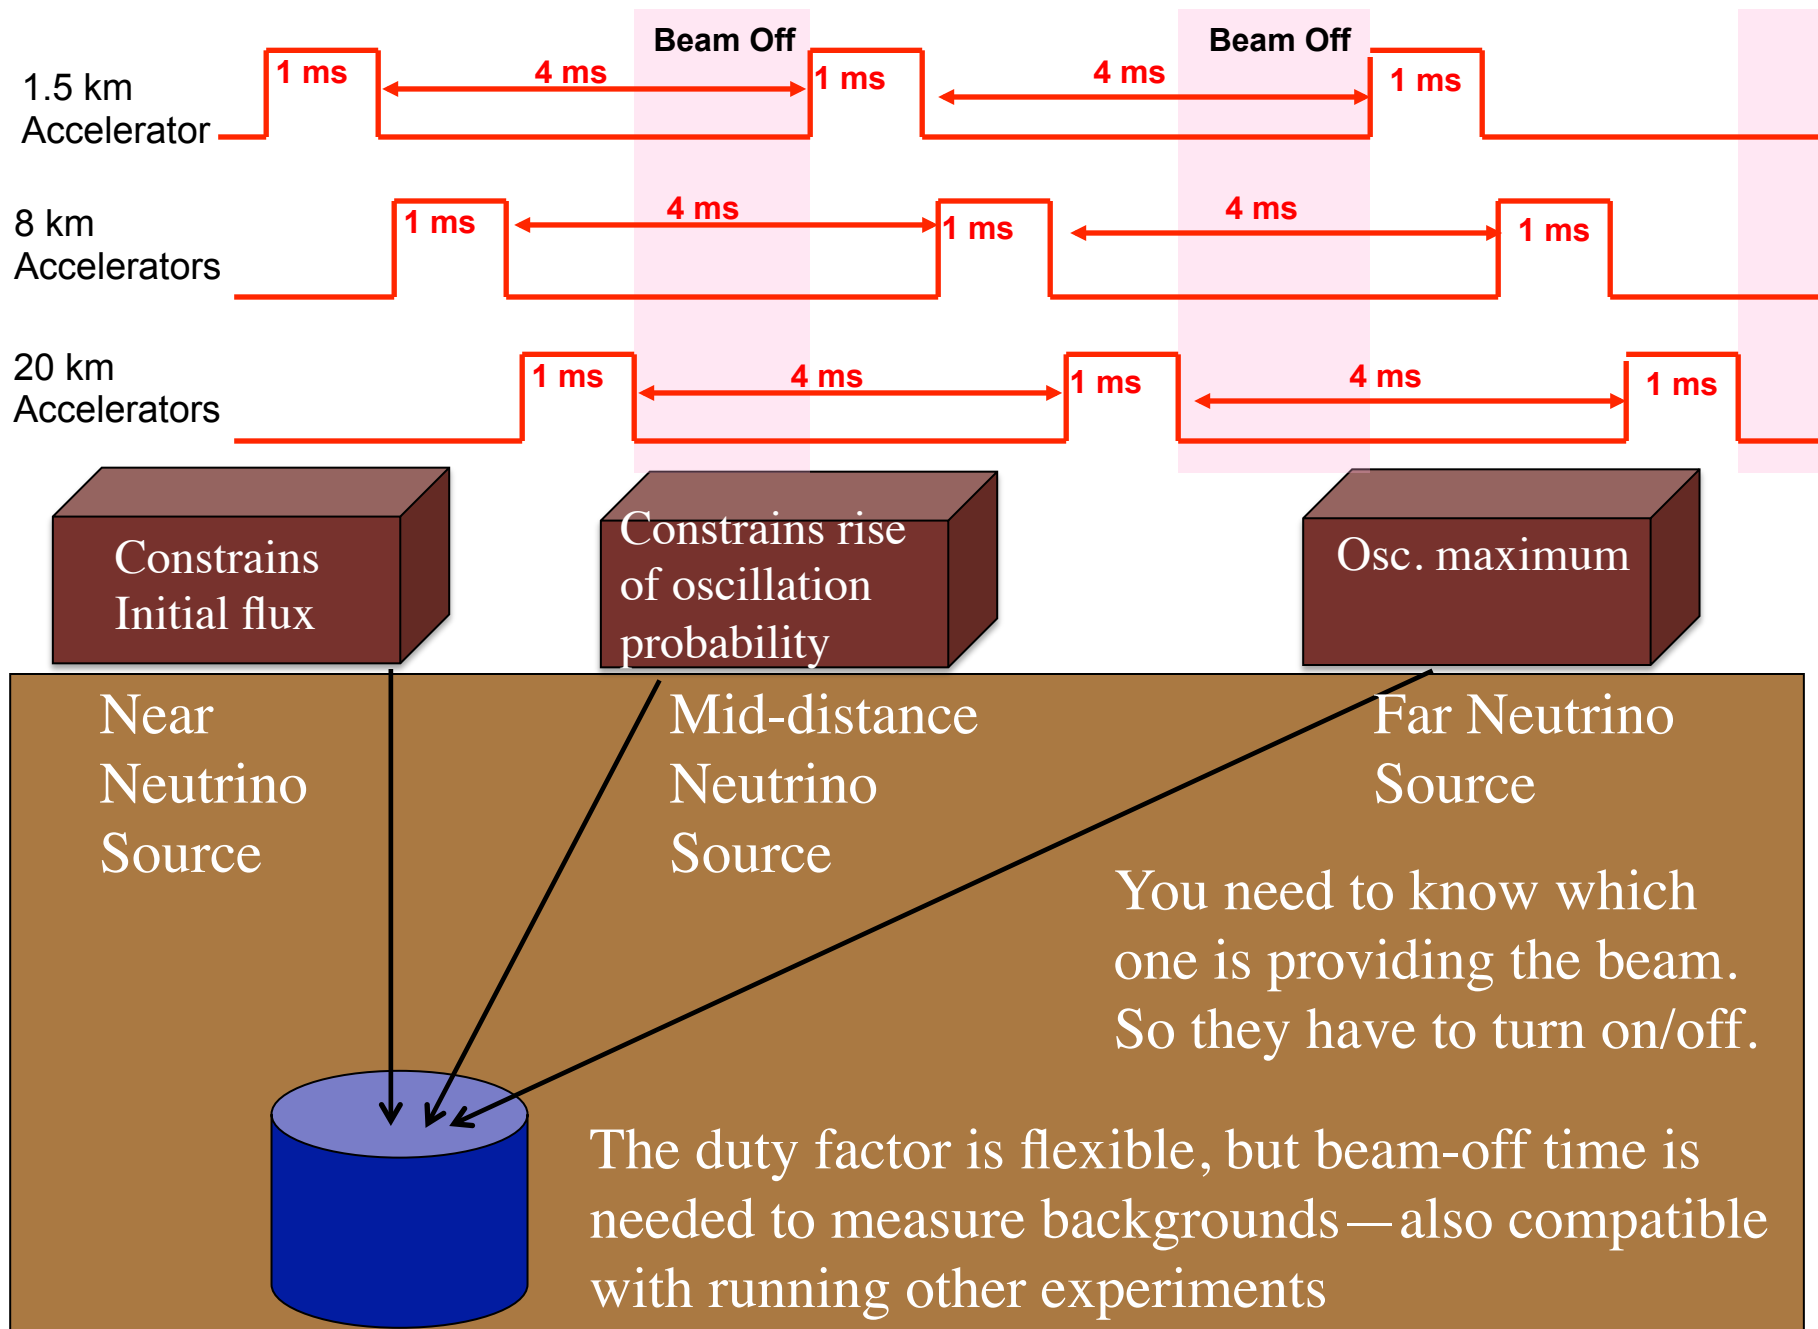 Beam Off
Beam Off
1.5 km
Accelerator
1 ms
4 ms
1 ms
4 ms
1 ms
8 km
Accelerators
1 ms
4 ms
1 ms
4 ms
1 ms
20 km
Accelerators
1 ms
4 ms
1 ms
4 ms
1 ms
Constrains
Initial flux
Constrains rise
of oscillation
probability
Osc. maximum
Near
Neutrino
Source
Mid-distance
Neutrino
Source
Far Neutrino
Source
You need to know which
one is providing the beam.
So they have to turn on/off.
The duty factor is flexible, but beam-off time is
needed to measure backgrounds—also compatible
with running other experiments